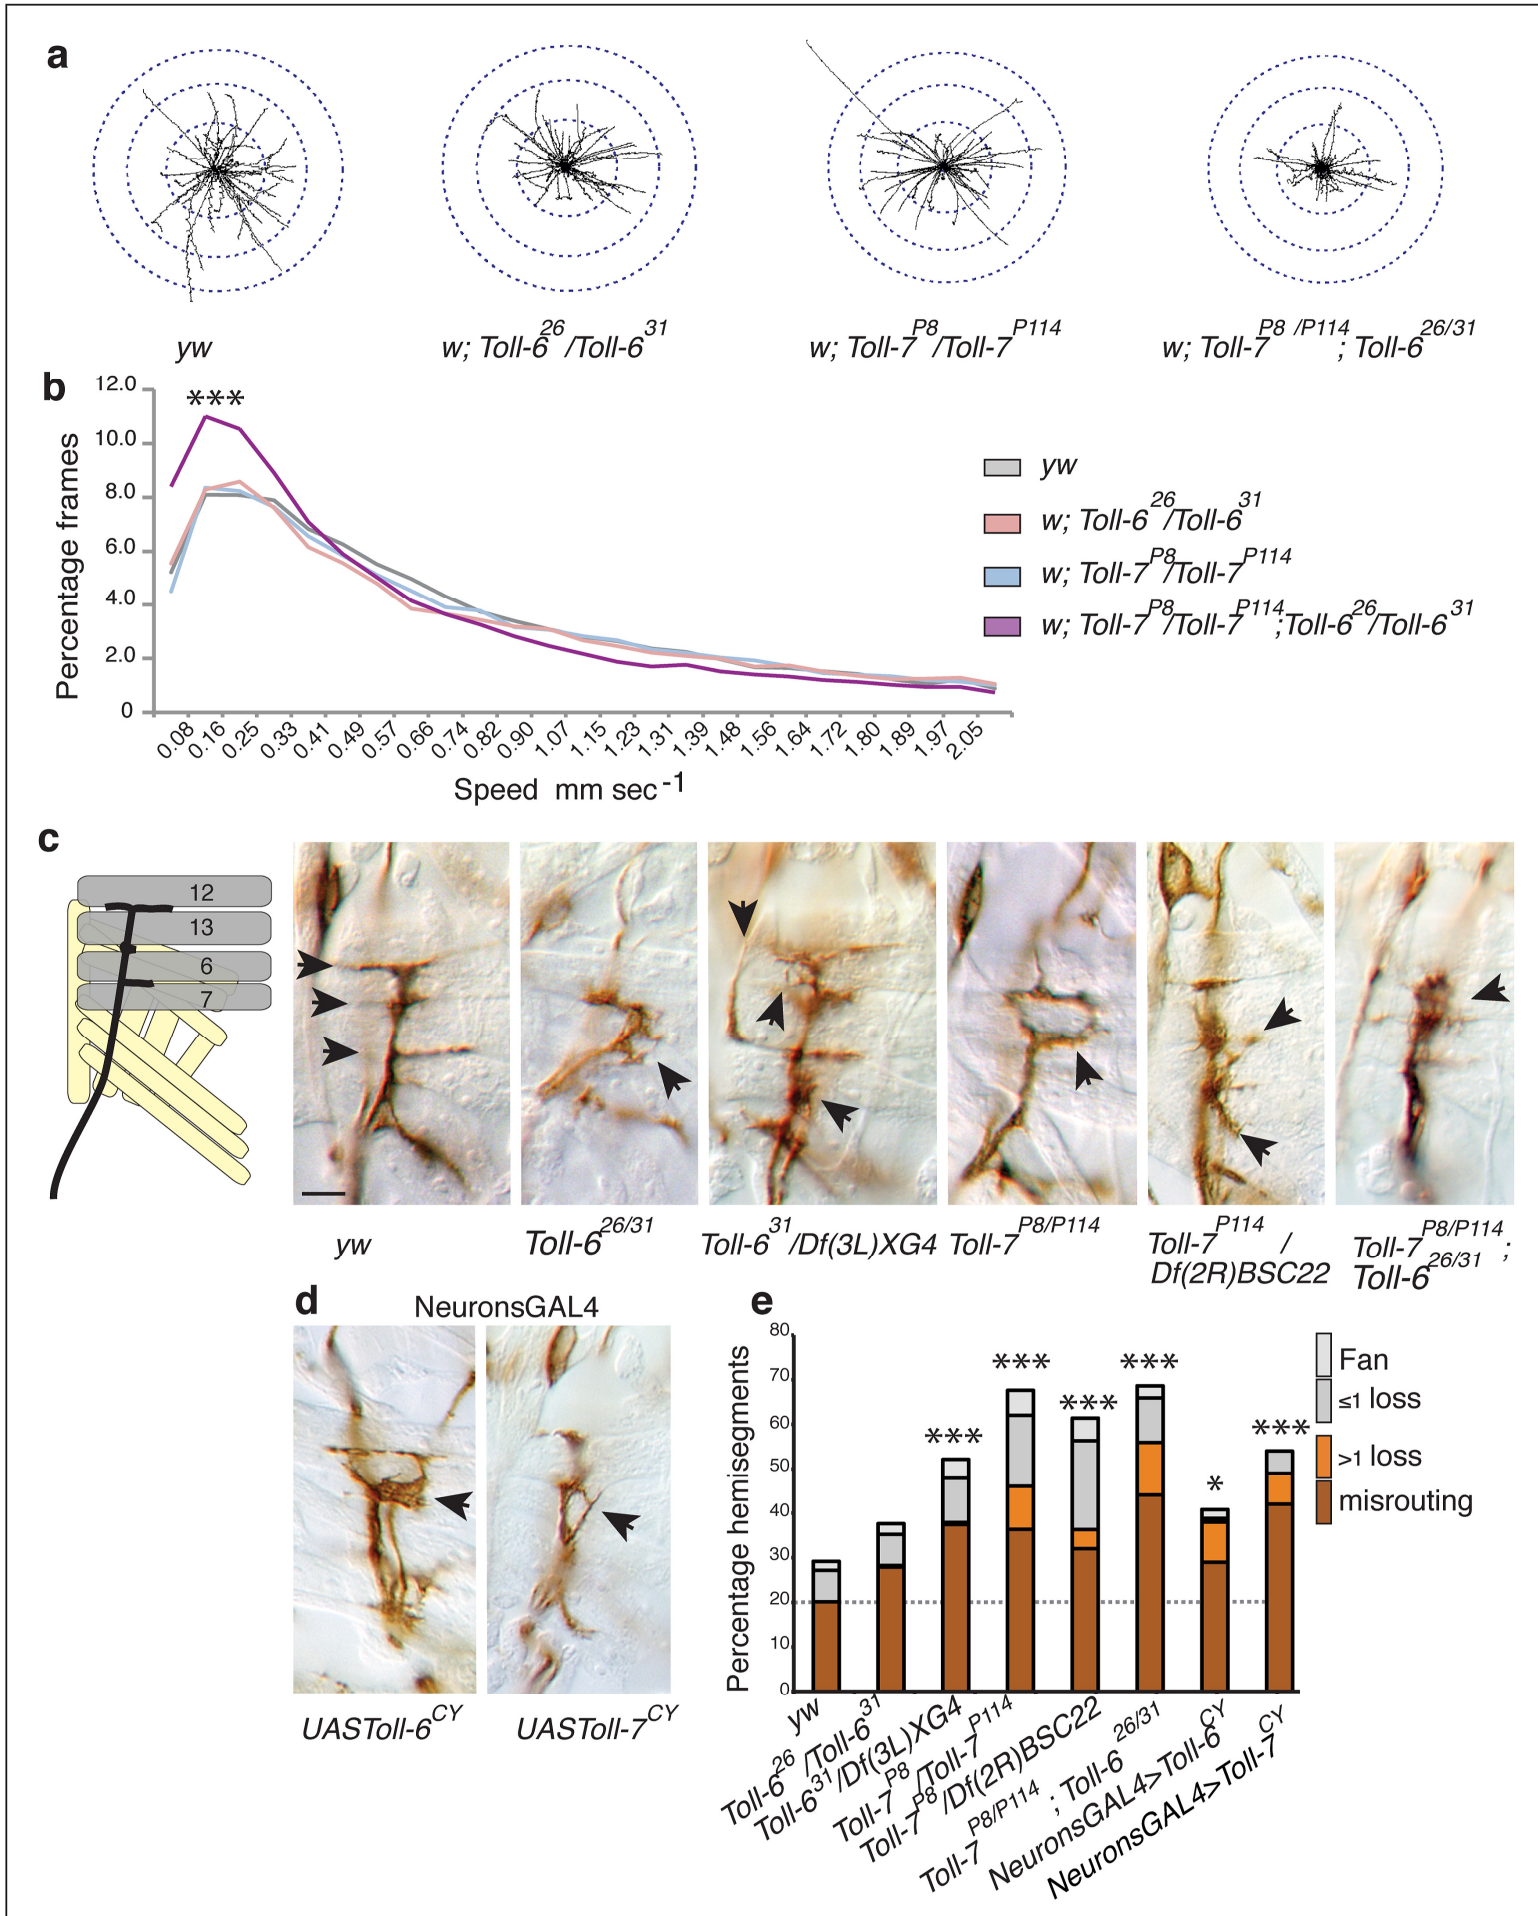 a
yw
w; Toll-6 26 /Toll-6 31
w; Toll-7 P8 /Toll-7 P114
w; Toll-7 P8 /P114 ; Toll-6 26/31
b
Percentage frames
12.0
10.0
8.0
6.0
4.0
2.0
0
***
yw
w; Toll-6 26 /Toll-6 31
w; Toll-7 P8 /Toll-7 P114
w; Toll-7 P8 /Toll-7 P114 ;Toll-6 26 /Toll-6 31
0.08 0.16 0.25 0.33 0.41 0.49 0.57 0.66 0.74 0.82 0.90 1.07 1.15 1.23 1.31 1.39 1.48 1.56 1.64 1.72 1.80 1.89 1.97 2.05
Speed mm sec -1
c
12
13
6
7
yw
Toll-6 26/31
Toll-6 31 /Df(3L)XG4
Toll-7 P8/P114
Toll-7 P114 /
Df(2R)BSC22
Toll-7 P8/P114 ;
Toll-6 26/31
d
NeuronsGAL4
UASToll-6 CY
UASToll-7 CY
e
Percentage hemisegments
80
70
60
50
40
30
20
10
0
***
***
***
***
*
***
Fan
≤1 loss
>1 loss
misrouting
yw
Toll-6 26 /Toll-6 31
Toll-6 31 /Df(3L)XG4
Toll-7 P8 /Toll-7 P114
Toll-7 P8 /Df(2R)BSC22
Toll-7 P8/P114 ; Toll-6 26/31
NeuronsGAL4>Toll-6 CY
NeuronsGAL4>Toll-7 CY